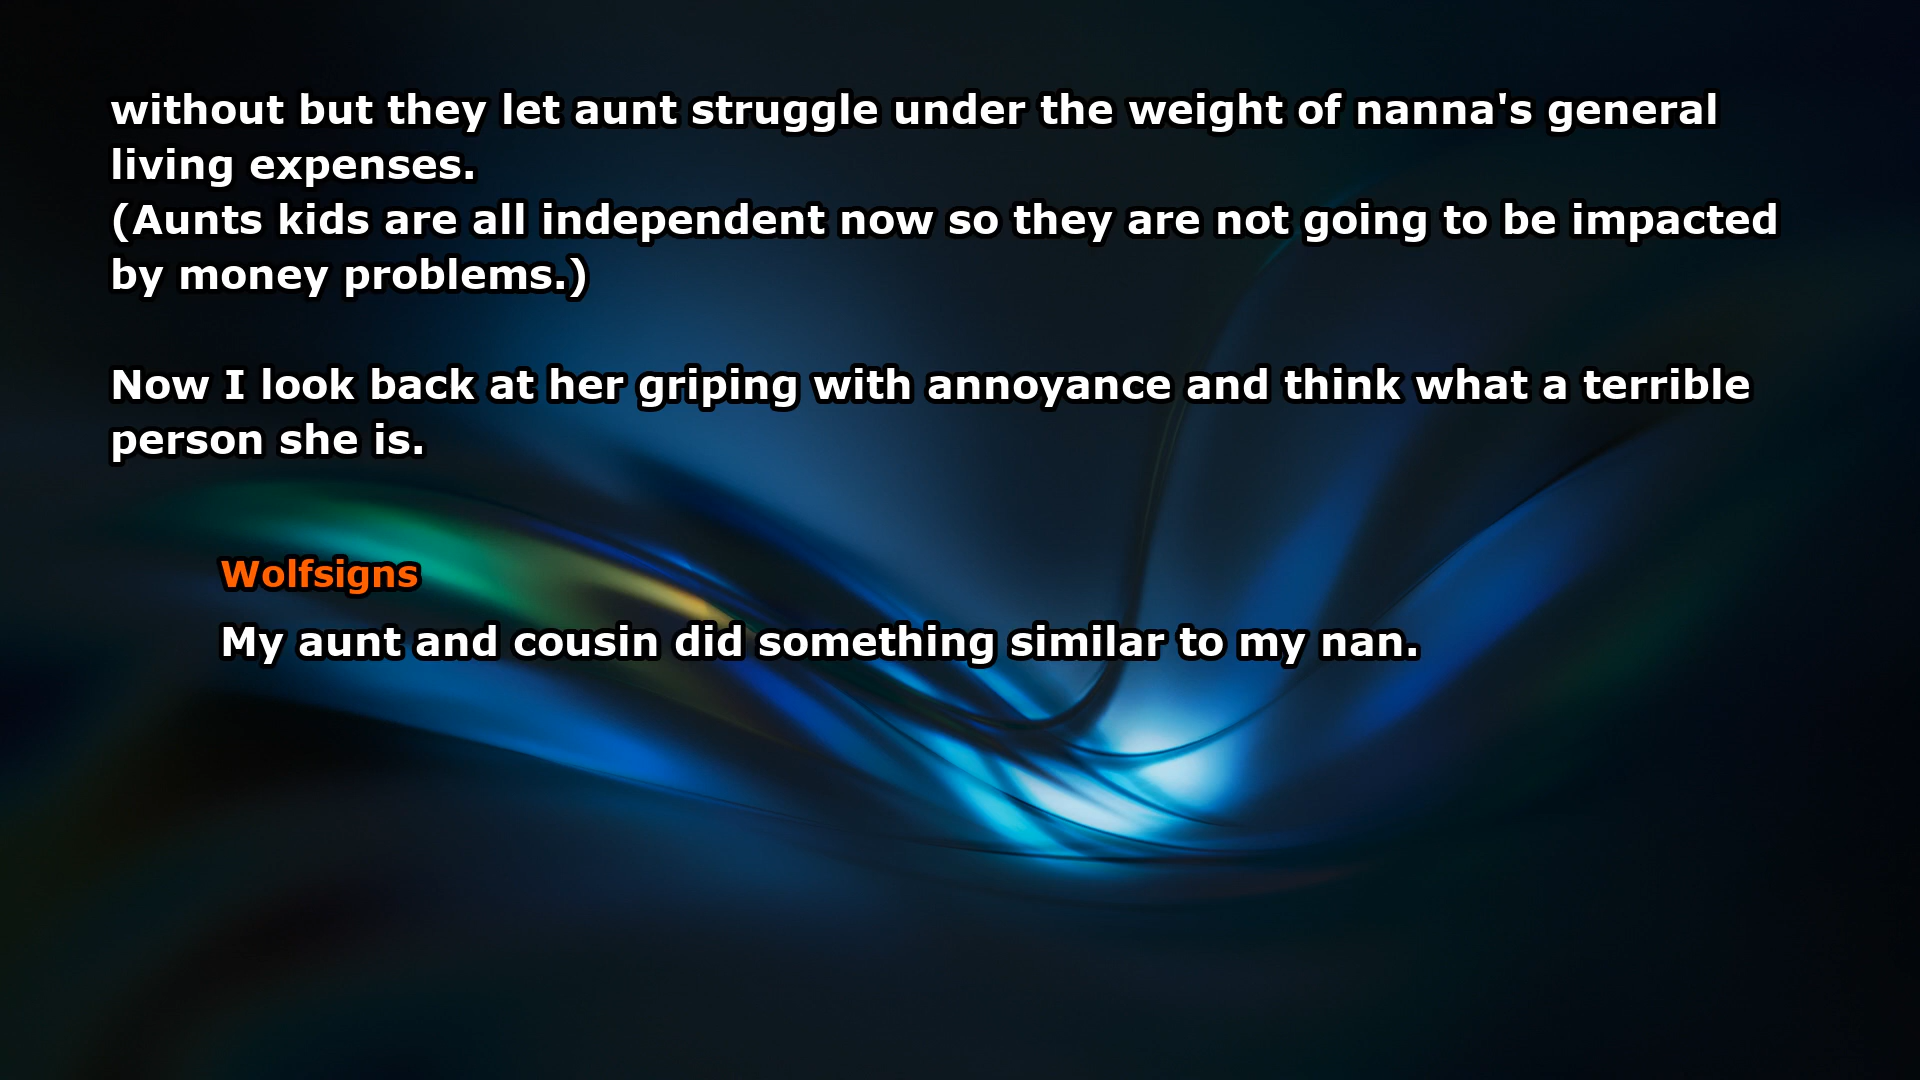 without but they let aunt struggle under the weight of nanna's general
living expenses.
(Aunts kids are all independent now so they are not going to be impacted
by money problems.)
Now I look back at her griping with annoyance and think what a terrible
person she is.
Wolfsigns
My aunt and cousin did something similar to my nan.